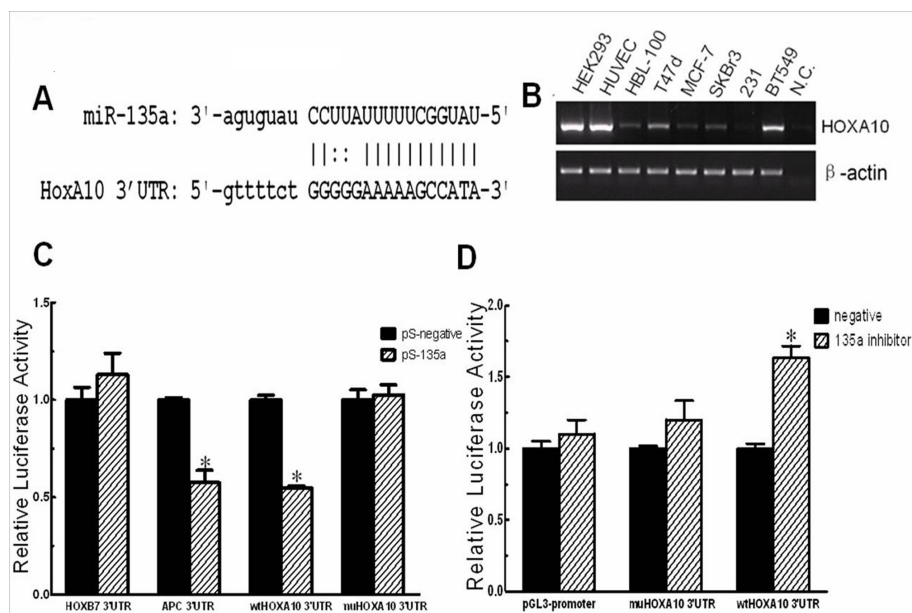 A
miR-135a: 3'-aguguau CCUUAUUUUUCGGUAU-5'
||:: |||||||||||
HoxA10 3'UTR: 5'-gttttct GGGGGAAAAAGCCATA-3'
B
HEK293 HUVEC HBL-100 T47d MCF-7 SKBr3 231 BT549 N.C.
HOXA10
β-actin
C
Relative Luciferase Activity
1.5
1.0
0.5
0.0
pS-negative
pS-135a
*
*
HOXB7 3'UTR APC 3'UTR wtHOXA10 3'UTR muHOXA10 3'UTR
D
Relative Luciferase Activity
2.0
1.5
1.0
0.5
0.0
negative
135a inhibitor
*
pGL3-promoter muHOXA10 3'UTR wtHOXA10 3'UTR